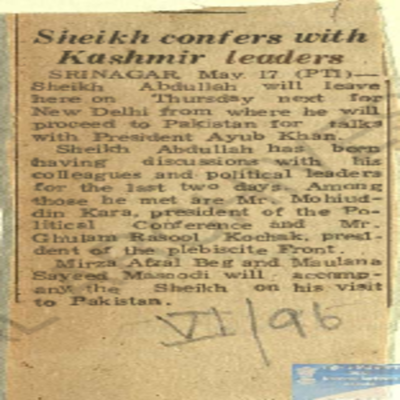 Sheikh confers with
Kashmir leaders
SRINAGAR, May 17 (PTI)—
Sheikh Abdullah will leave
here on Thursday next for
New Delhi from where he will
proceed to Pakistan for talks
with President Ayub Khan.
Sheikh Abdullah has been
having discussions with his
colleagues and political leaders
for the last two days. Among
those he met are Mr. Mohiud-
din Kara, president of the Po-
litical Conference and Mr.
Ghulam Rasool Kochak, presi-
dent of the plebiscite Front.
Mirza Afzal Beg and Maulana
Sayeed Masoodi will accomp-
any the Sheikh on his visit
to Pakistan.
VI/96